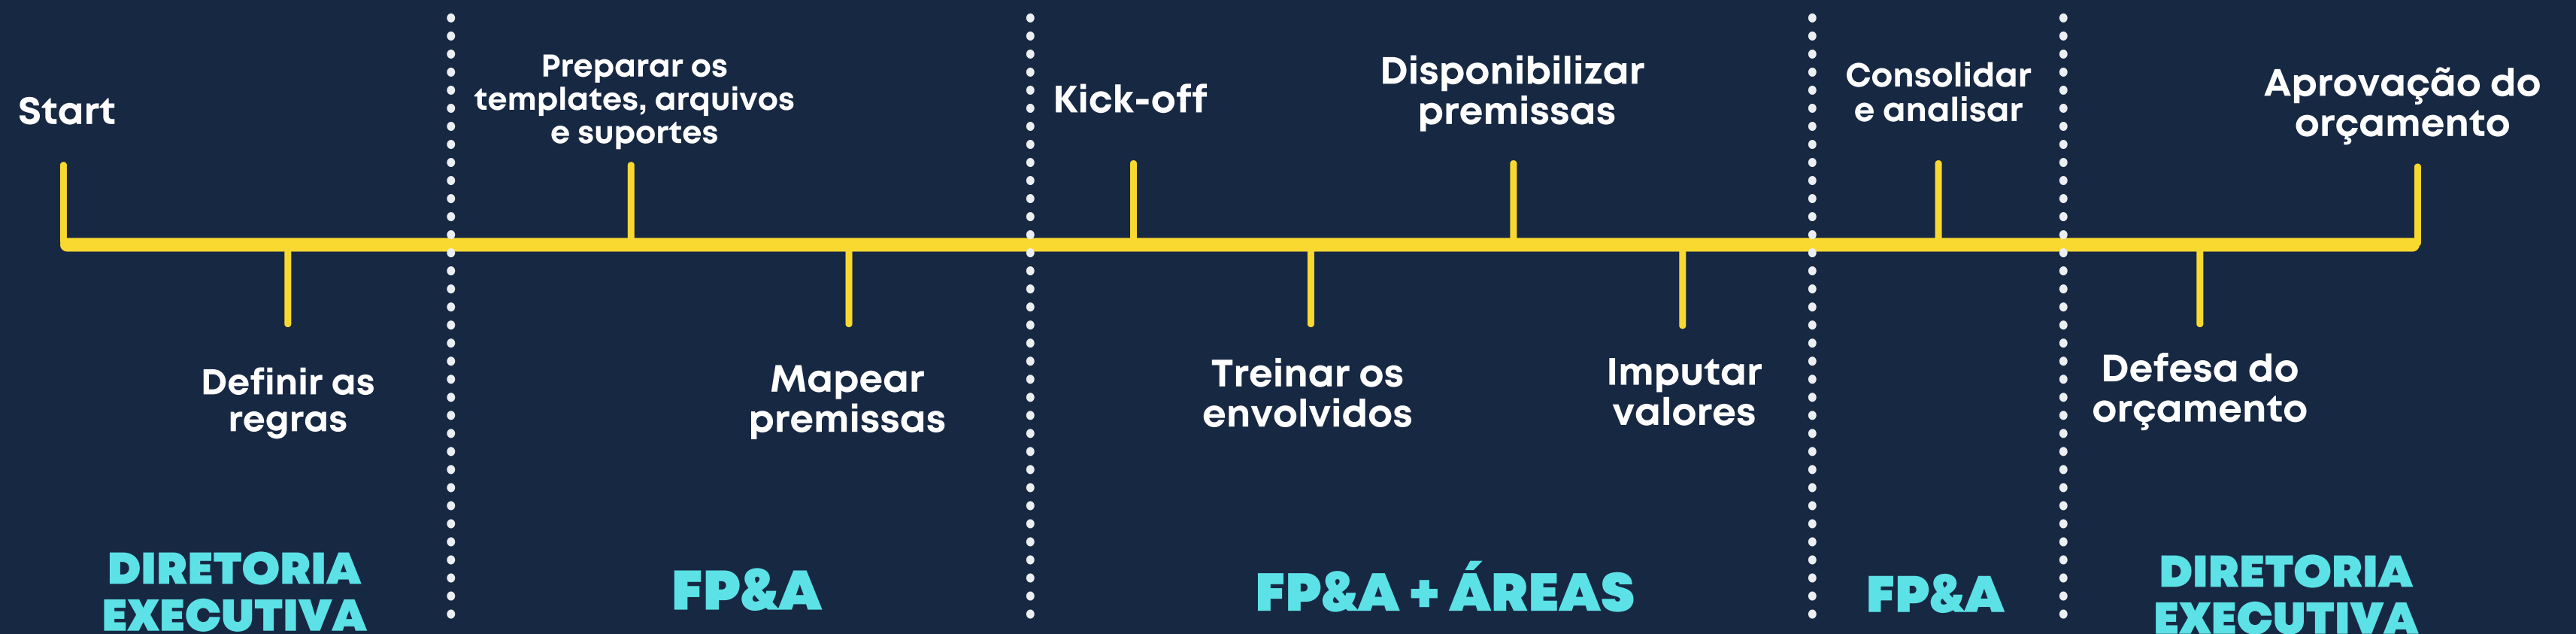 Start
Definir as
regras
DIRETORIA
EXECUTIVA
Preparar os
templates, arquivos
e suportes
Mapear
premissas
FP&A
Kick-off
Treinar os
envolvidos
Disponibilizar
premissas
Imputar
valores
FP&A + ÁREAS
Consolidar
e analisar
FP&A
Defesa do
orçamento
Aprovação do
orçamento
DIRETORIA
EXECUTIVA